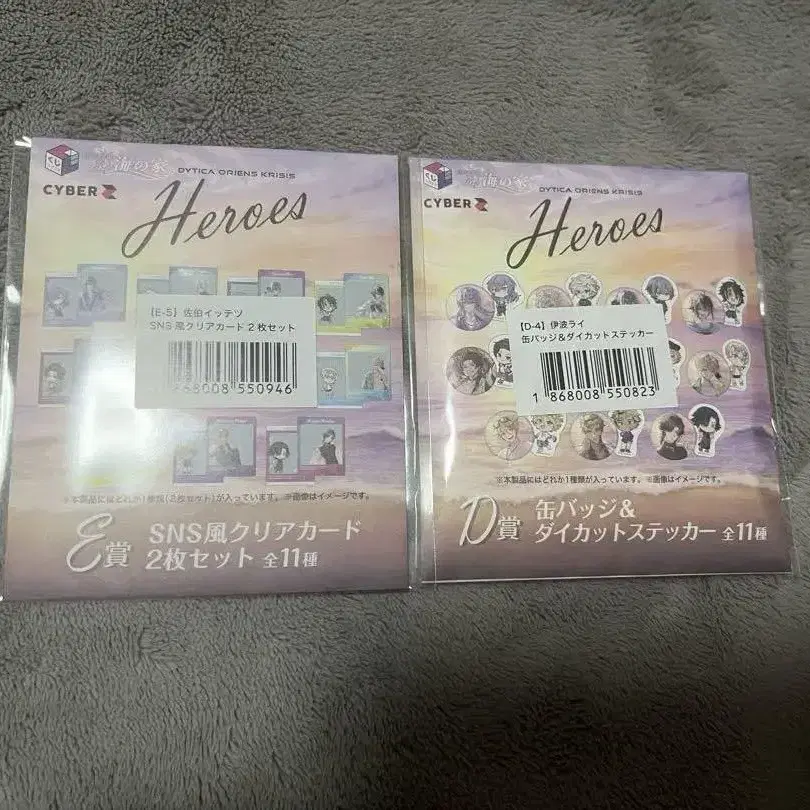 くじ
海の家
DYTICA ORIENS KRISIS
CYBER Z
Heroes
【E-5】佐伯イッテツ
SNS風クリアカード2枚セット
868008 550946
※本製品にはどれか1種類(2枚セット)が入っています。※画像はイメージです。
E賞
SNS風クリアカード
2枚セット 全11種
くじ
海の家
DYTICA ORIENS KRISIS
CYBER Z
Heroes
【D-4】伊波ライ
缶バッジ&ダイカットステッカー
1 868008 550823
※本製品にはどれか1種類が入っています。※画像はイメージです。
D賞
缶バッジ&
ダイカットステッカー 全11種